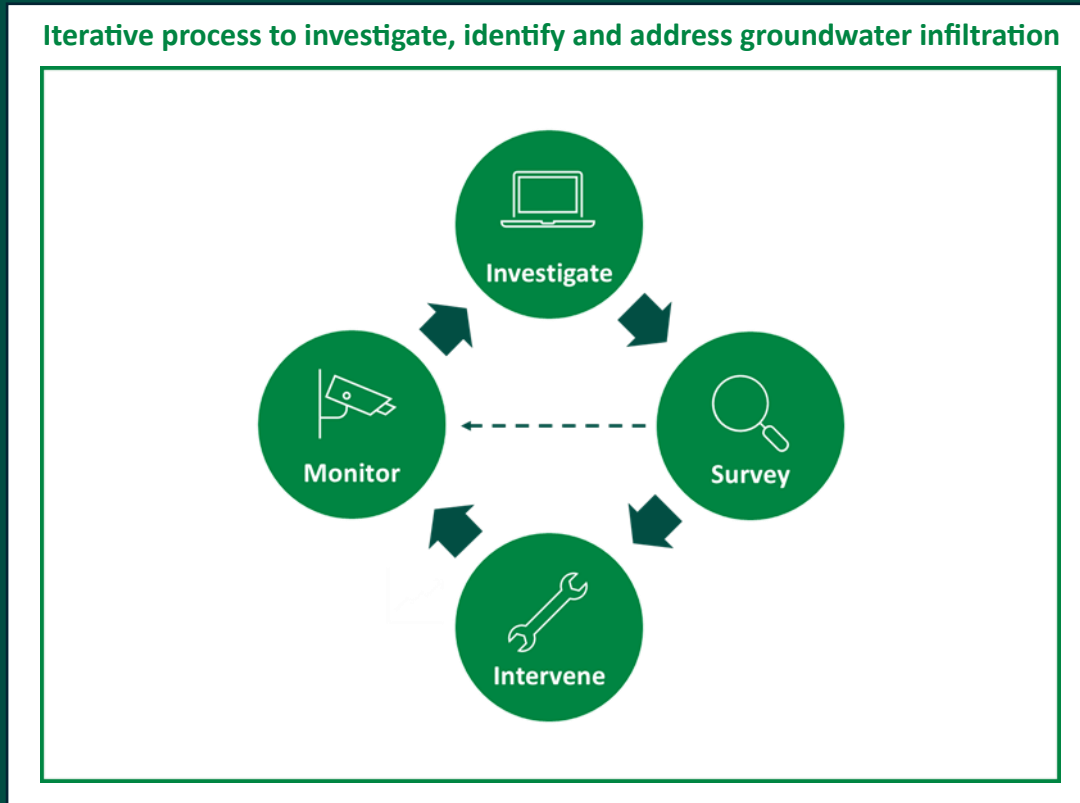 Iterative process to investigate, identify and address groundwater infiltration
Investigate
Monitor
Survey
Intervene